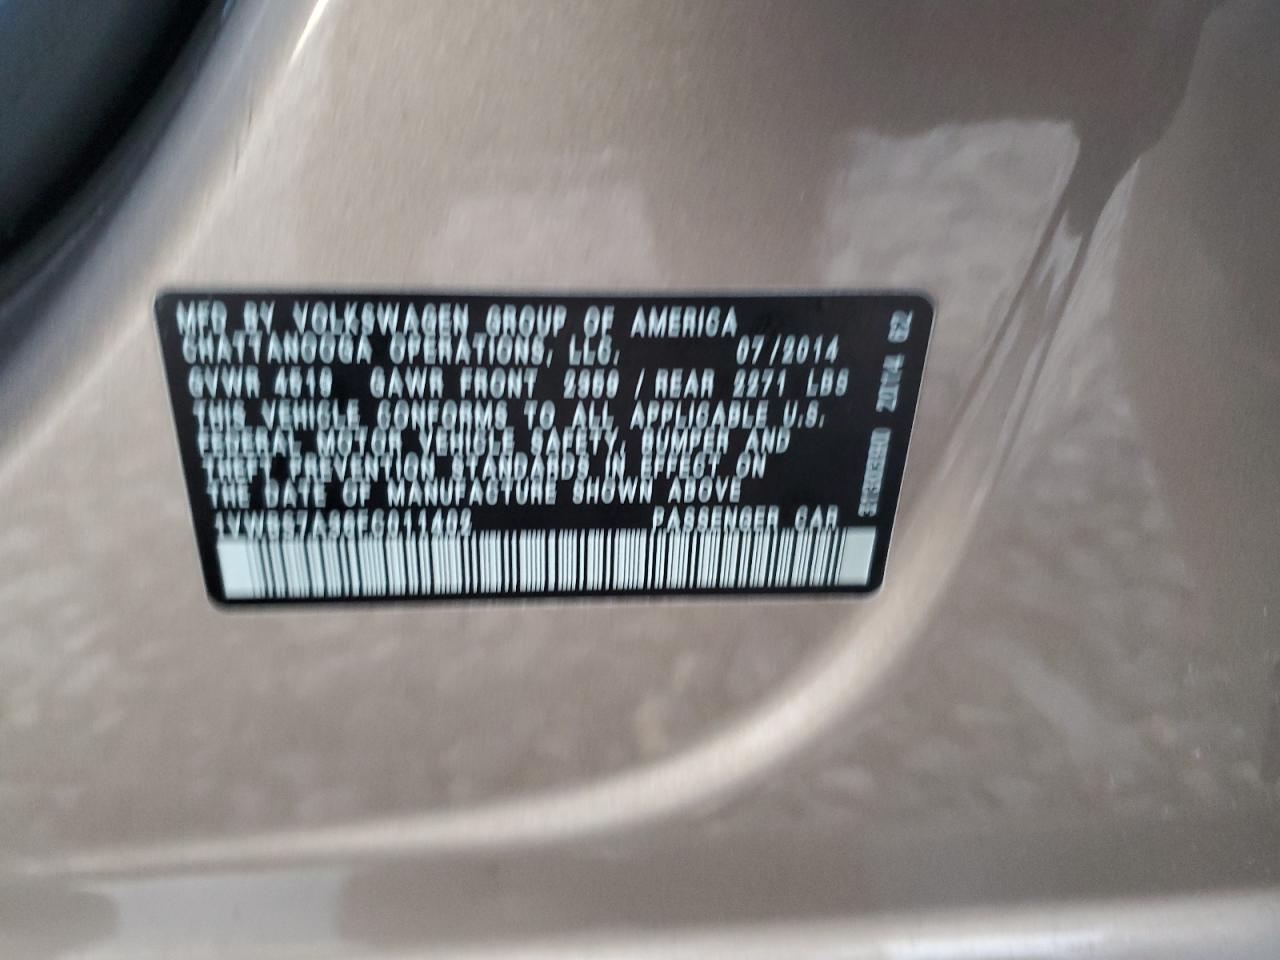 MFD BY VOLKSWAGEN GROUP OF AMERICA
CHATTANOOGA OPERATIONS, LLC. 07/2014
GVWR GAWR FRONT / REAR 2271 LBS
THIS VEHICLE CONFORMS TO ALL APPLICABLE U.S.
FEDERAL MOTOR VEHICLE SAFETY, BUMPER AND
THEFT PREVENTION STANDARDS IN EFFECT ON
THE DATE OF MANUFACTURE SHOWN ABOVE
1VWBS7A36FC011402 PASSENGER CAR